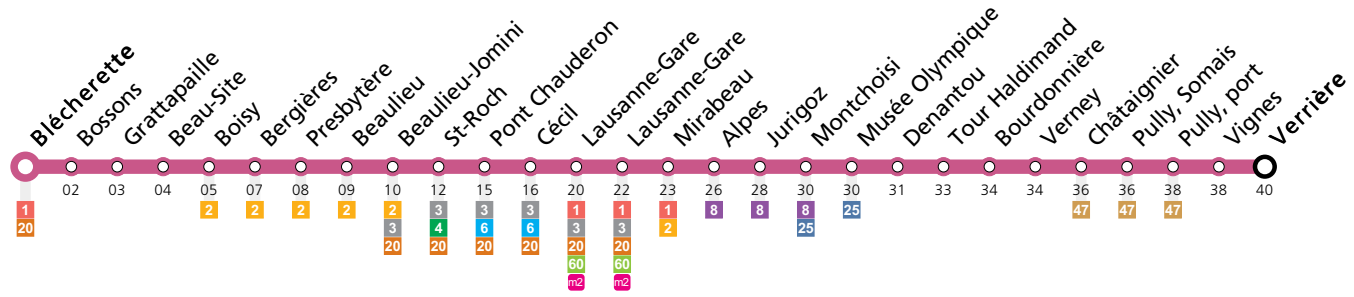 Blécherette
Bossons
Grattapaille
Beau-Site
Boisy
Bergières
Presbytère
Beaulieu
Beaulieu-Jomini
St-Roch
Pont Chauderon
Cécil
Lausanne-Gare
Lausanne-Gare
Mirabeau
Alpes
Jurigoz
Montchoisi
Musée Olympique
Denantou
Tour Haldimand
Bourdonnière
Verney
Châtaignier
Pully, Somais
Pully, port
Vignes
Verrière
02 03 04 05 07 08 09 10 12 15 16 20 22 23 26 28 30 30 31 33 34 34 36 36 38 38 40
1 2 2 2 2 2 3 3 3 1 1 1 8 8 8 25 47 47 47
20 3 4 6 6 3 3 2 25
20 20 20 20 20 20
60 60
m2 m2